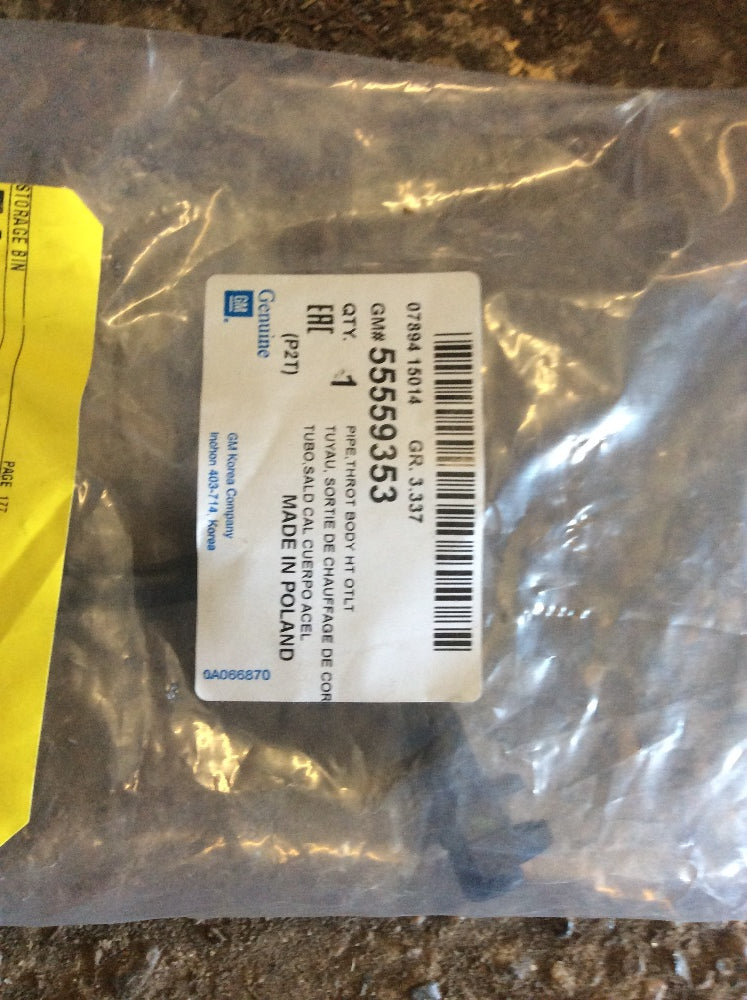 07894 15014 GR. 3.337
GM# 55559353
QTY. 1 PIPE,THROT BODY HT OTLT
EAC TUYAU, SORTIE DE CHAUFFAGE DE COR
TUBO,SALD CAL CUERPO ACEL
(P2T) MADE IN POLAND
Genuine
GM
GM Korea Company
Inchon 403-714, Korea
0A066870
STORAGE BIN
PAGE 177